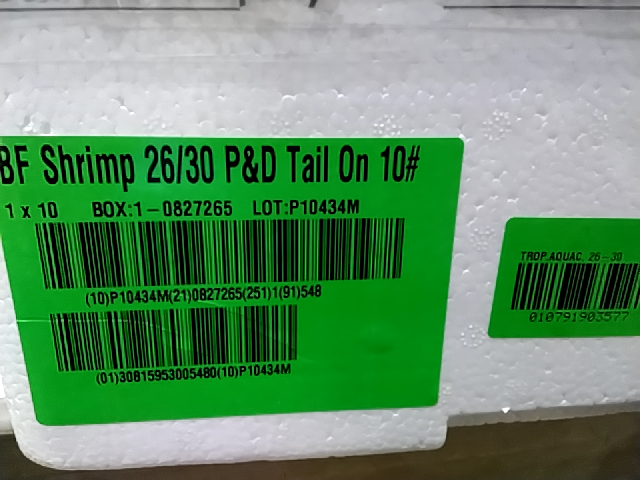 BF Shrimp 26/30 P&D Tail On 10#
1 x 10 BOX:1-0827265 LOT:P10434M
(10)P10434M(21)0827265(251)1(91)548
(01)30815953005480(10)P10434M
TROP.AQUAC. 26-30
010791903577